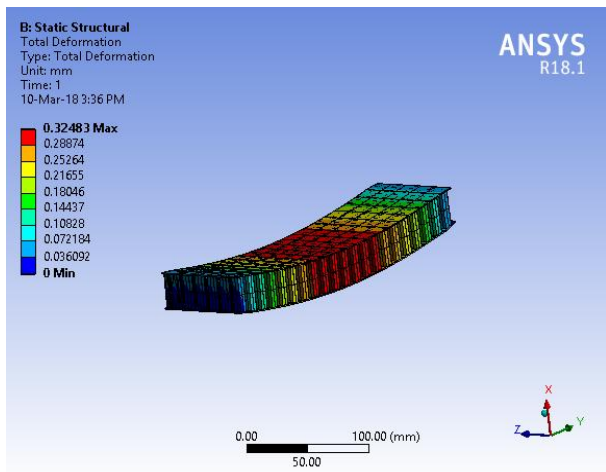 B: Static Structural
Total Deformation
Type: Total Deformation
Unit: mm
Time: 1
10-Mar-18 3:36 PM
ANSYS
R18.1
0.32483 Max
0.28874
0.25264
0.21655
0.18046
0.14437
0.10828
0.072184
0.036092
0 Min
X
Z
Y
0.00
100.00 (mm)
50.00